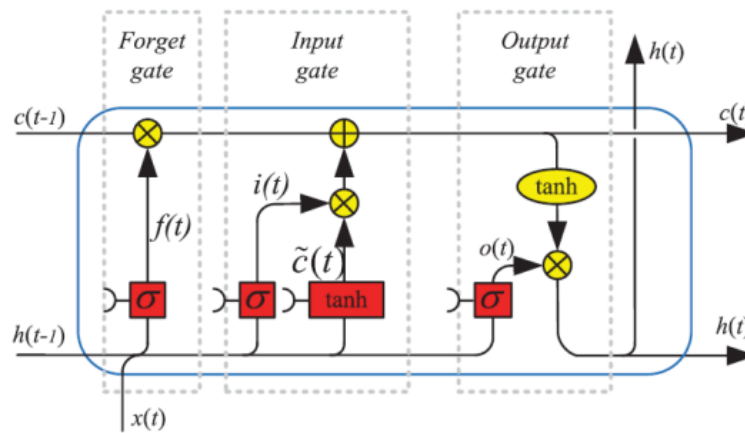 Forget
gate
Input
gate
Output
gate
h(t)
c(t-1)
c(t
tanh
i(t)
f(t)
c̃(t)
o(t)
σ
σ
tanh
σ
h(t-1)
h(t)
x(t)